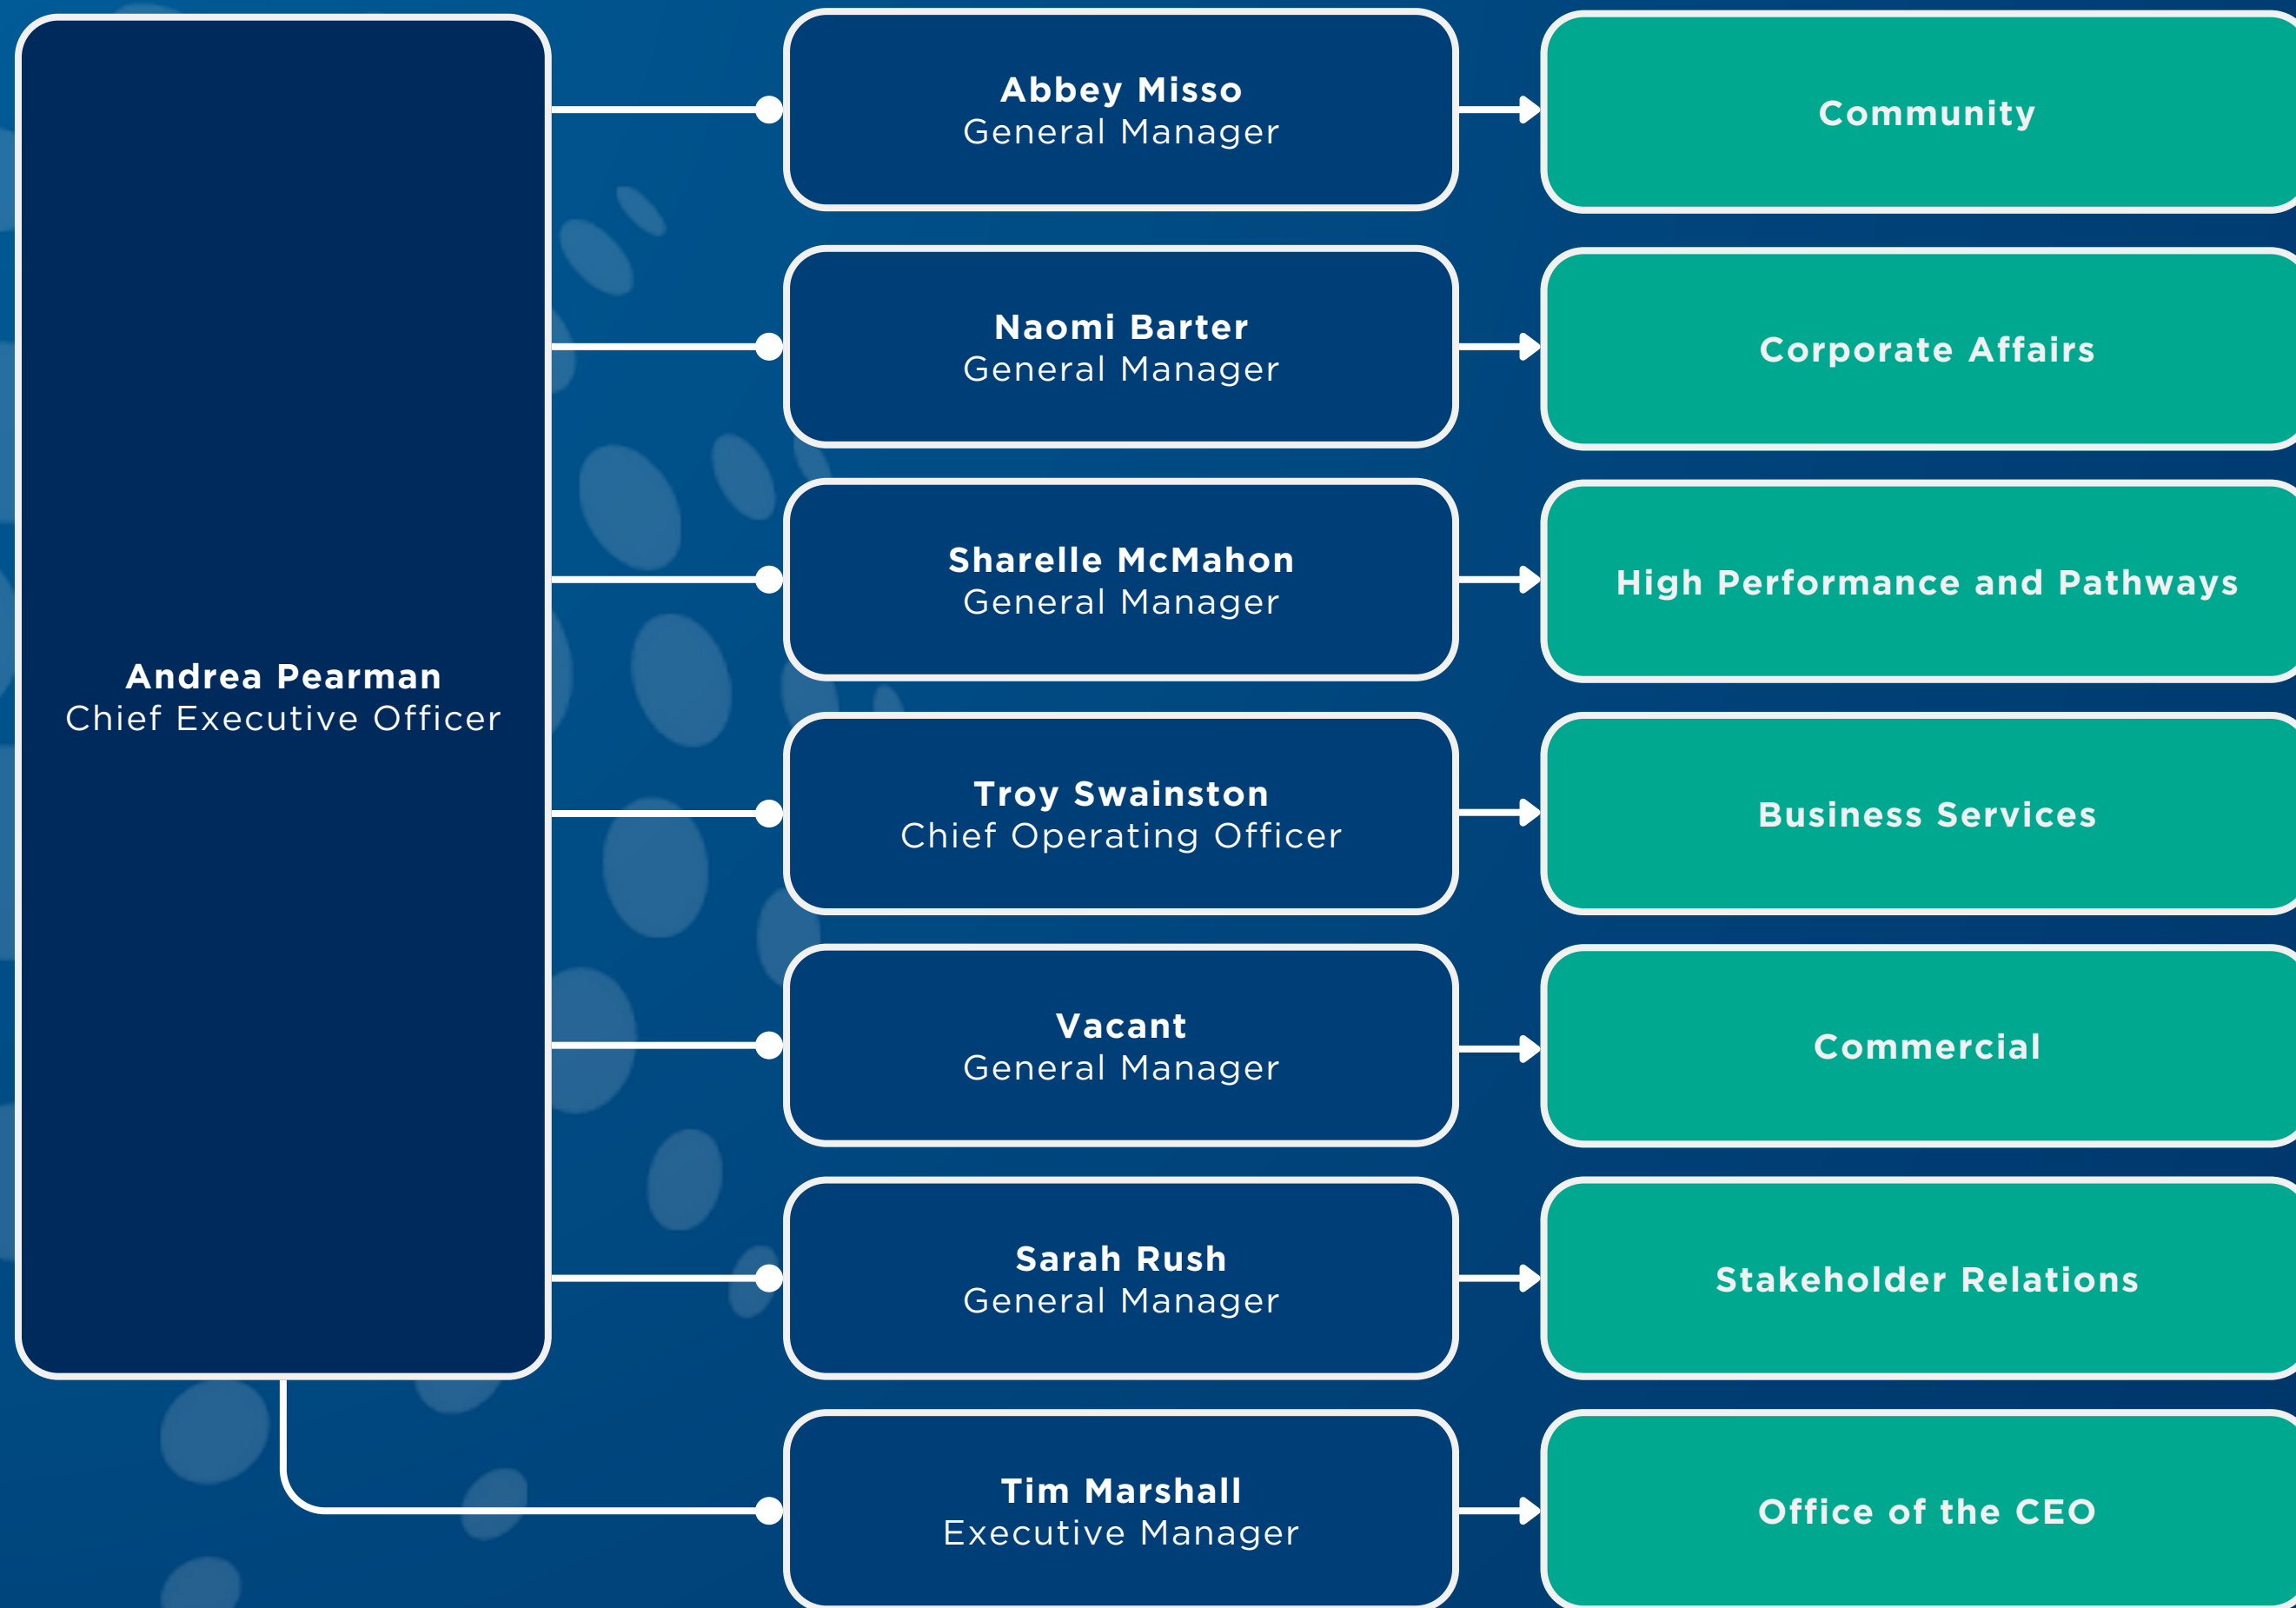 Andrea Pearman
Chief Executive Officer
Abbey Misso
General Manager
Community
Naomi Barter
General Manager
Corporate Affairs
Sharelle McMahon
General Manager
High Performance and Pathways
Troy Swainston
Chief Operating Officer
Business Services
Vacant
General Manager
Commercial
Sarah Rush
General Manager
Stakeholder Relations
Tim Marshall
Executive Manager
Office of the CEO